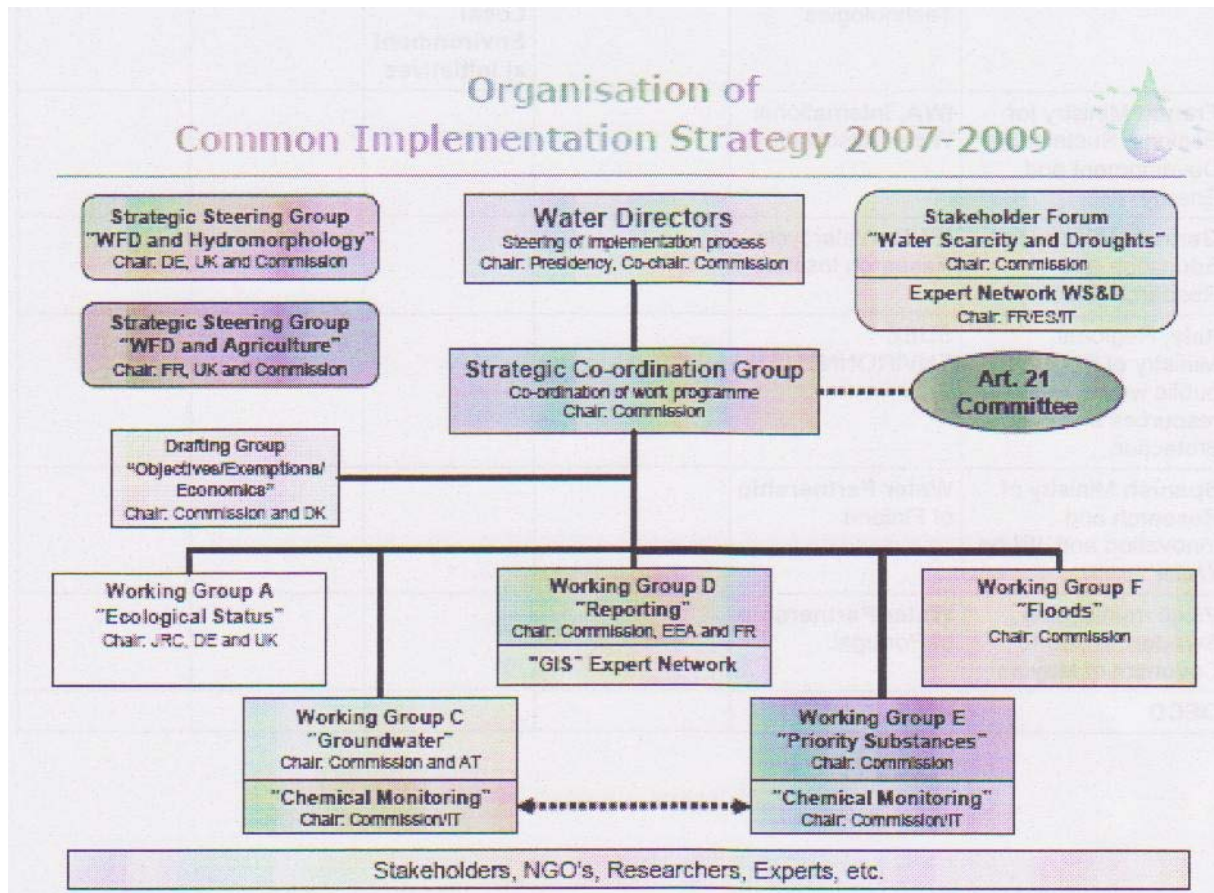 Organisation of
Common Implementation Strategy 2007-2009
Strategic Steering Group
"WFD and Hydromorphology"
Chair: DE, UK and Commission
Water Directors
Steering of implementation process
Chair: Presidency, Co-chair: Commission
Stakeholder Forum
"Water Scarcity and Droughts"
Chair: Commission
Expert Network WS&D
Chair: FR/ES/IT
Strategic Steering Group
"WFD and Agriculture"
Chair: FR, UK and Commission
Strategic Co-ordination Group
Co-ordination of work programme
Chair: Commission
Art. 21
Committee
Drafting Group
"Objectives/Exemptions/
Economics"
Chair: Commission and DK
Working Group A
"Ecological Status"
Chair: JRC, DE and UK
Working Group D
"Reporting"
Chair: Commission, EEA and FR
"GIS" Expert Network
Working Group F
"Floods"
Chair: Commission
Working Group C
"Groundwater"
Chair: Commission and AT
"Chemical Monitoring"
Chair: Commission/IT
Working Group E
"Priority Substances"
Chair: Commission
"Chemical Monitoring"
Chair: Commission/IT
Stakeholders, NGO's, Researchers, Experts, etc.